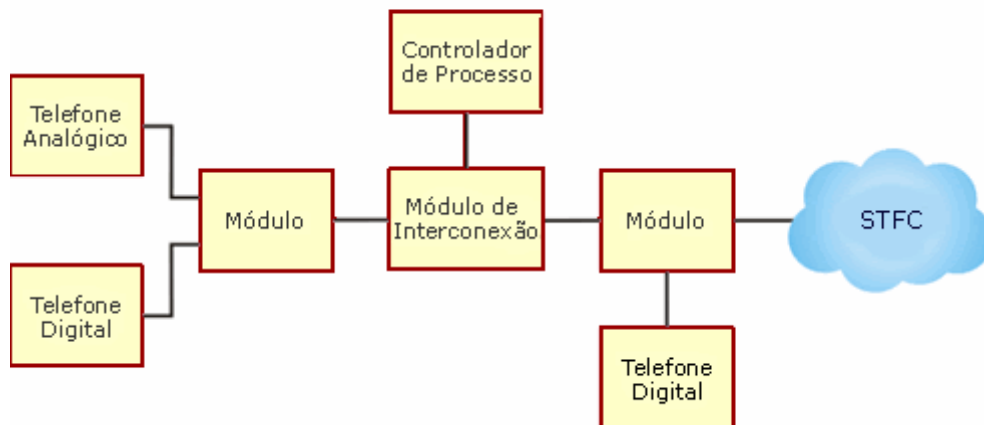 Controlador
de Processo
Telefone
Analógico
Módulo
Módulo de
Interconexão
Módulo
STFC
Telefone
Digital
Telefone
Digital